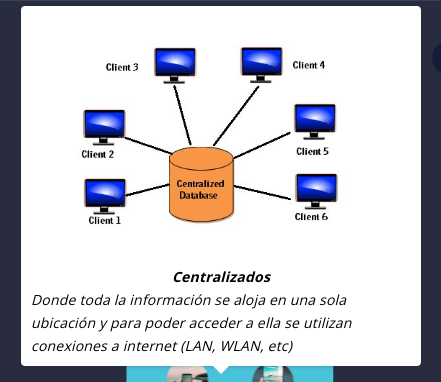 Client 3
Client 4
Client 2
Client 5
Centralized
Database
Client 1
Client 6
Centralizados
Donde toda la información se aloja en una sola
ubicación y para poder acceder a ella se utilizan
conexiones a internet (LAN, WLAN, etc)